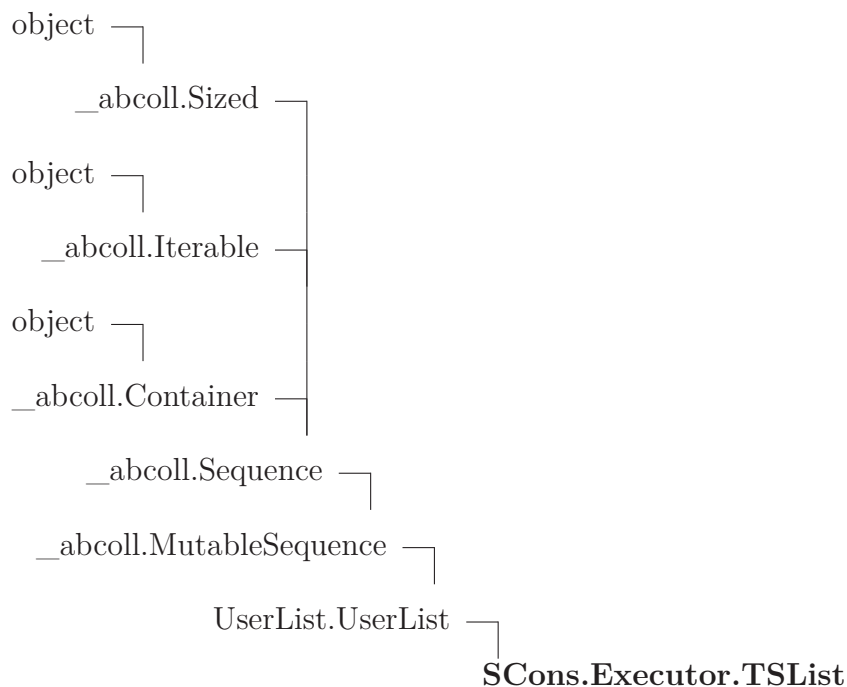 object
_abcoll.Sized
object
_abcoll.Iterable
object
_abcoll.Container
_abcoll.Sequence
_abcoll.MutableSequence
UserList.UserList
SCons.Executor.TSList